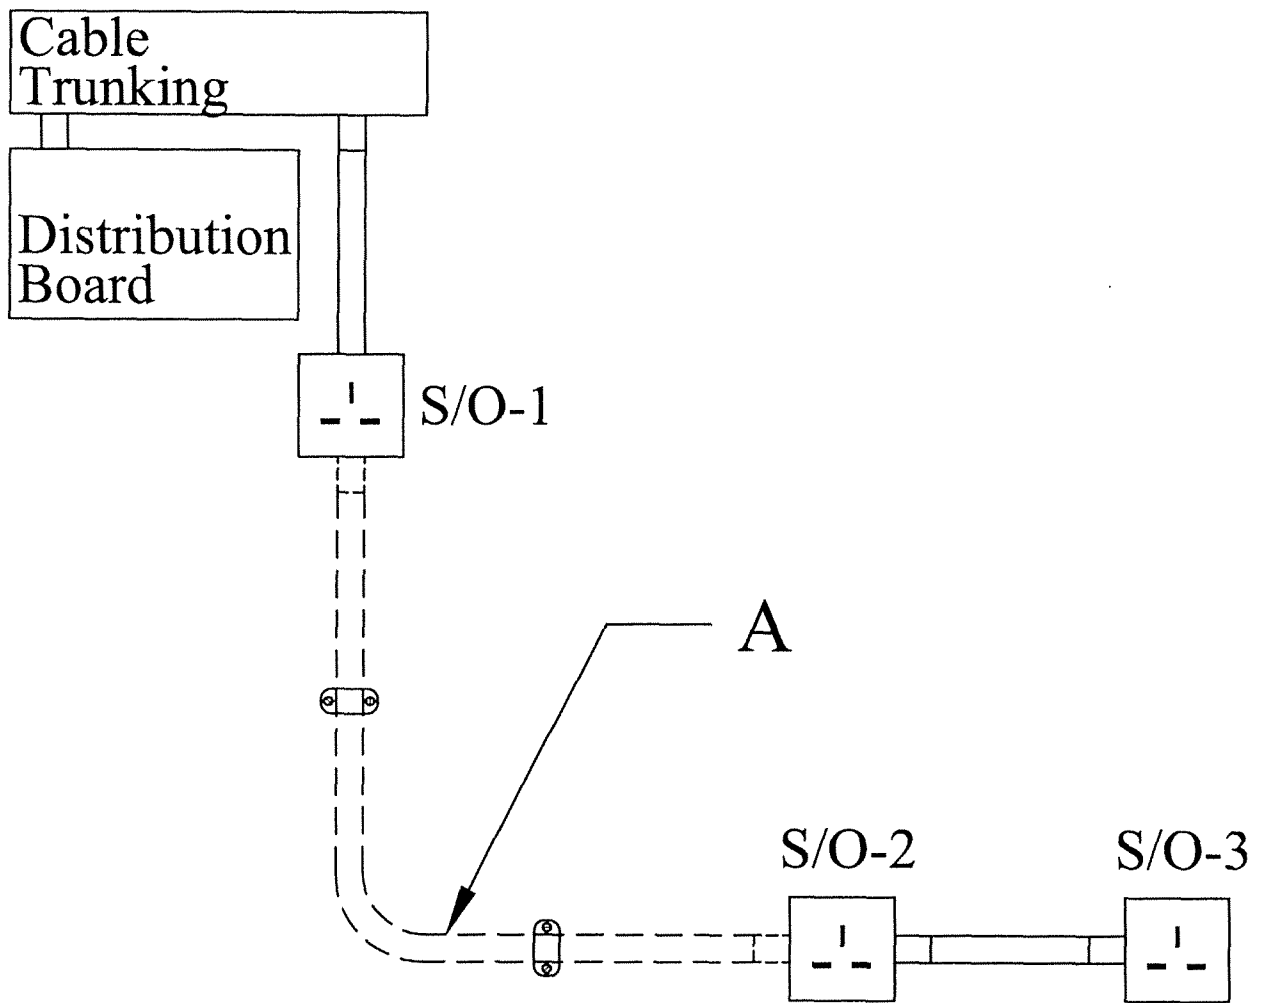 Cable
Trunking
Distribution
Board
S/O-1
A
S/O-2
S/O-3